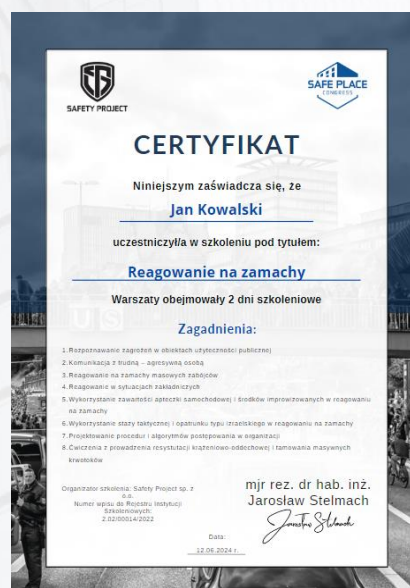 SAFETY PROJECT
SAFE PLACE
CONGRESS
CERTYFIKAT
Niniejszym zaświadcza się, że
Jan Kowalski
uczestniczył/a w szkoleniu pod tytułem:
Reagowanie na zamachy
Warszaty obejmowały 2 dni szkoleniowe
Zagadnienia:
1. Rozpoznawanie zagrożeń w obiektach użyteczności publicznej
2. Komunikacja z trudną – agresywną osobą
3. Reagowanie na zamachy masowych zabójców
4. Reagowanie w sytuacjach zakładniczych
5. Wykorzystanie zawartości apteczki samochodowej i środków improwizowanych w reagowaniu
na zamachy
6. Wykorzystanie stazy taktycznej i opatrunku typu izraelskiego w reagowaniu na zamachy
7. Projektowanie procedur i algorytmów postępowania w organizacji
8. Ćwiczenia z prowadzenia resystutacji krążeniowo-oddechowej i tamowania masywnych
krwotoków
Organizator szkolenia: Safety Project sp. z
o.o.
Numer wpisu do Rejestru Instytucji
Szkoleniowych:
2.02/00014/2022
mjr rez. dr hab. inż.
Jarosław Stelmach
Jarosław Stelmach
Data:
12.06.2024 r.